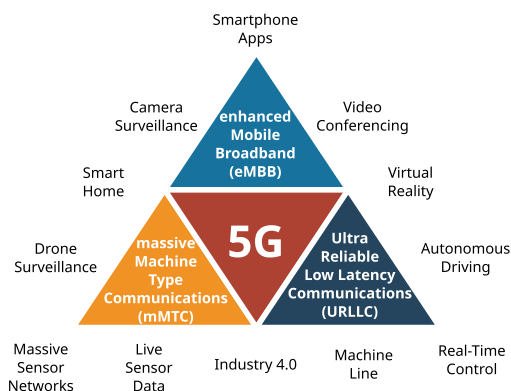 Smartphone
Apps
Camera
Surveillance
enhanced
Mobile
Broadband
(eMBB)
Video
Conferencing
Smart
Home
Virtual
Reality
5G
Drone
Surveillance
massive
Machine
Type
Communications
(mMTC)
Ultra
Reliable
Low Latency
Communications
(URLLC)
Autonomous
Driving
Massive
Sensor
Networks
Live
Sensor
Data
Industry 4.0
Machine
Line
Real-Time
Control